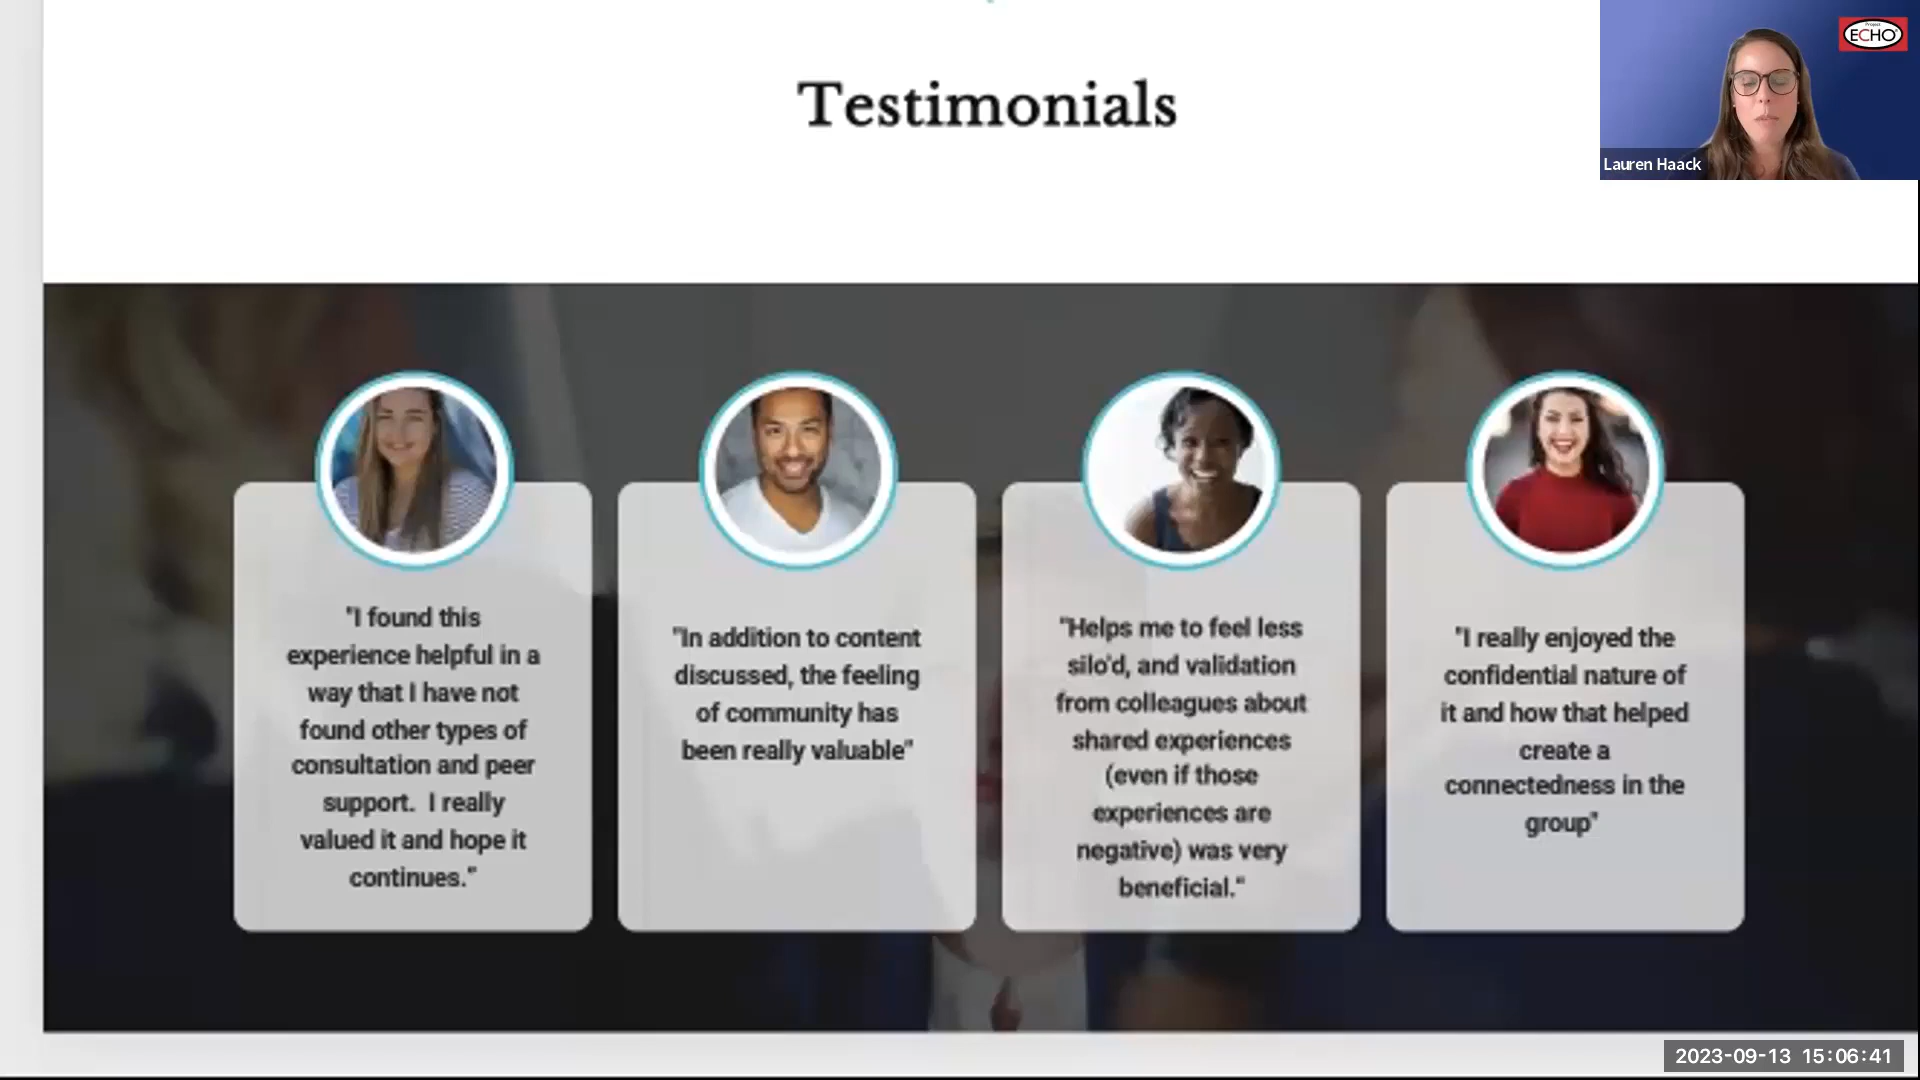 Testimonials
Project
ECHO
Lauren Haack
"I found this
experience helpful in a
way that I have not
found other types of
consultation and peer
support.  I really
valued it and hope it
continues."
"In addition to content
discussed, the feeling
of community has
been really valuable"
"Helps me to feel less
silo'd, and validation
from colleagues about
shared experiences
(even if those
experiences are
negative) was very
beneficial."
"I really enjoyed the
confidential nature of
it and how that helped
create a
connectedness in the
group"
2023-09-13 15:06:41